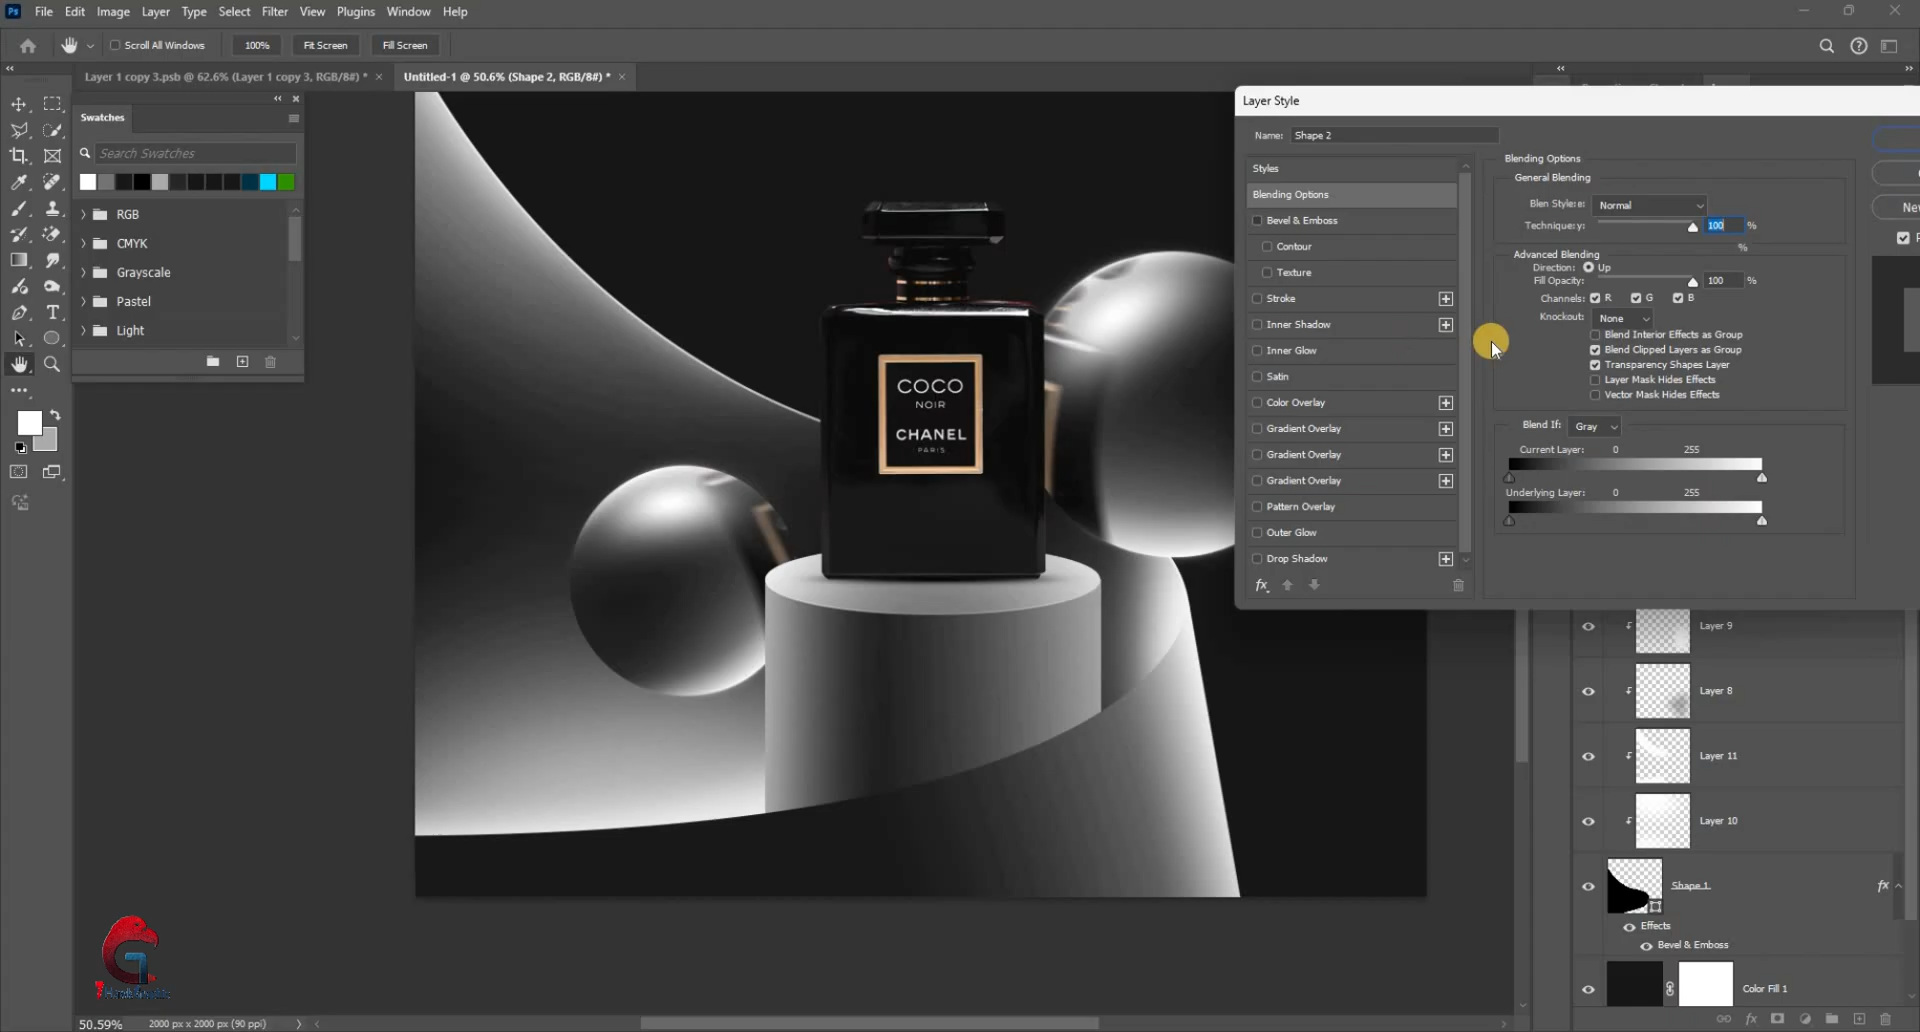 Ps File Edit Image Layer Type Select Filter View Plugins Window Help
Scroll All Windows 100% Fit Screen Fill Screen
Layer 1 copy 3.psb @ 62.6% (Layer 1 copy 3, RGB/8#) * Untitled-1 @ 50.6% (Shape 2, RGB/8#) *
Swatches
Search Swatches
RGB
CMYK
Grayscale
Pastel
Light
COCO
NOIR
CHANEL
PARIS
Layer Style
Name: Shape 2
Styles
Blending Options
Bevel & Emboss
Contour
Texture
Stroke
Inner Shadow
Inner Glow
Satin
Color Overlay
Gradient Overlay
Gradient Overlay
Gradient Overlay
Pattern Overlay
Outer Glow
Drop Shadow
fx
Blending Options
General Blending
Normal
100 %
%
Advanced Blending
Direction: Up
Fill Opacity: 100 %
Channels: R G B
Knockout: None
Blend Interior Effects as Group
Blend Clipped Layers as Group
Transparency Shapes Layer
Layer Mask Hides Effects
Vector Mask Hides Effects
Blend If: Gray
Current Layer: 0 255
Underlying Layer: 0 255
Layer 9
Layer 8
Layer 11
Layer 10
Shape 1 fx
Effects
Bevel & Emboss
Color Fill 1
fx
50.59% 2000 px x 2000 px (90 ppi)